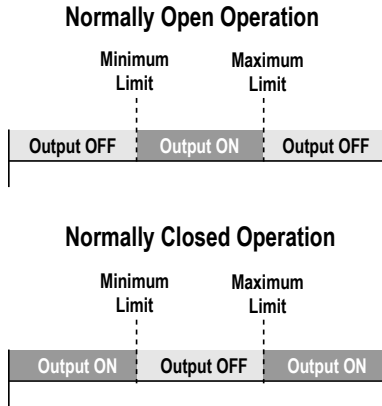 Normally Open Operation
Minimum Limit
Maximum Limit
Output OFF
Output ON
Output OFF
Normally Closed Operation
Minimum Limit
Maximum Limit
Output ON
Output OFF
Output ON